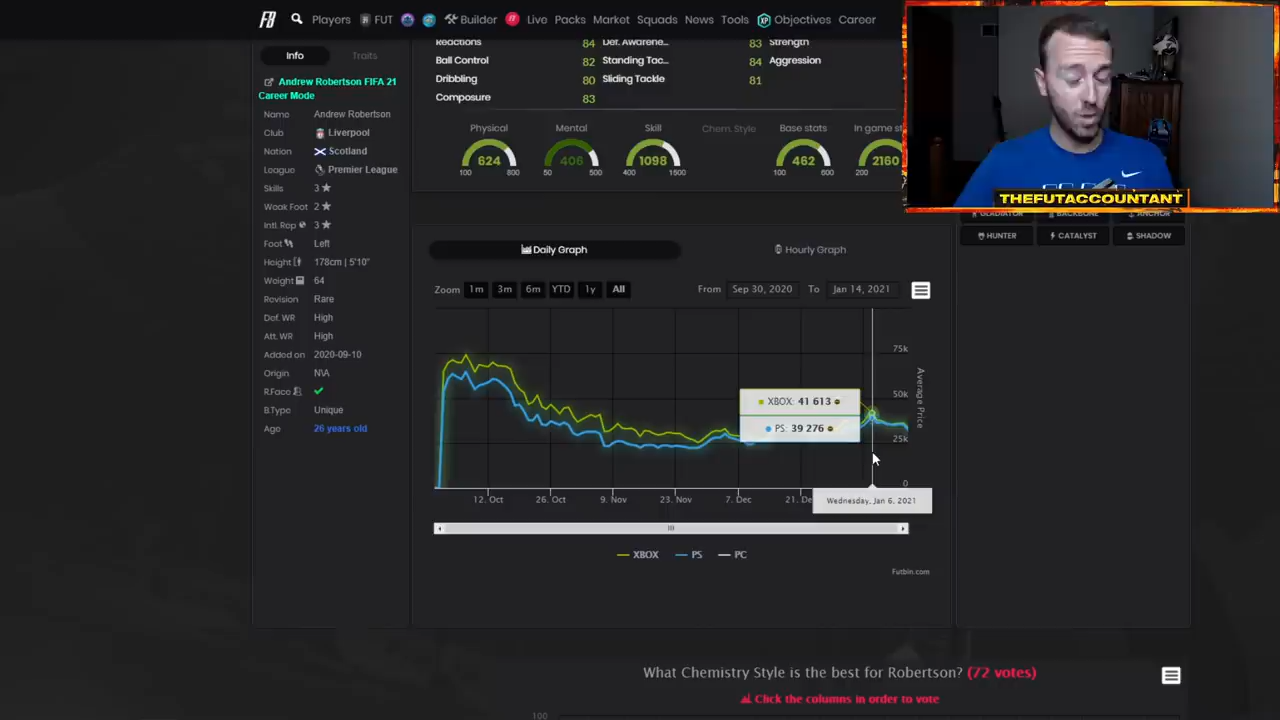 Players FUT Builder Live Packs Market Squads News Tools Objectives Career
Info Traits
Andrew Robertson FIFA 21
Career Mode
Name Andrew Robertson
Club Liverpool
Nation Scotland
League Premier League
Skills 3
Weak Foot 2
Intl.Rep 3
Foot Left
Height 178cm | 5'10"
Weight 64
Revision Rare
Def. WR High
Att. WR High
Added on 2020-09-10
Origin N\A
R.Face
B.Type Unique
Age 26 years old
Reactions 84 Def. Awarene... 83 Strength
Ball Control 82 Standing Tac... 84 Aggression
Dribbling 80 Sliding Tackle 81
Composure 83
Physical Mental Skill Chem. Style Base stats In game st
624 406 1098 462 2160
100 800 50 500 400 1500 100 600 200
THEFUTACCOUNTANT
GLADIATOR BACKBONE ANCHOR
HUNTER CATALYST SHADOW
Daily Graph Hourly Graph
Zoom 1m 3m 6m YTD 1y All From Sep 30, 2020 To Jan 14, 2021
75k
50k
25k
0
Average Price
XBOX: 41 613
PS: 39 276
12. Oct 26. Oct 9. Nov 23. Nov 7. Dec 21. De
Wednesday, Jan 6, 2021
XBOX PS PC
Futbin.com
What Chemistry Style is the best for Robertson? (72 votes)
Click the columns in order to vote
100